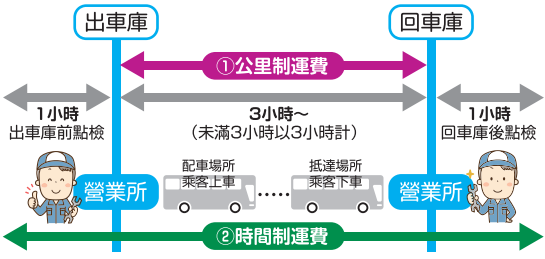 出車庫
回車庫
①公里制運費
1小時
出車庫前點檢
3小時～
（未滿3小時以3小時計）
1小時
回車庫後點檢
配車場所
乘客上車
抵達場所
乘客下車
營業所
營業所
②時間制運費